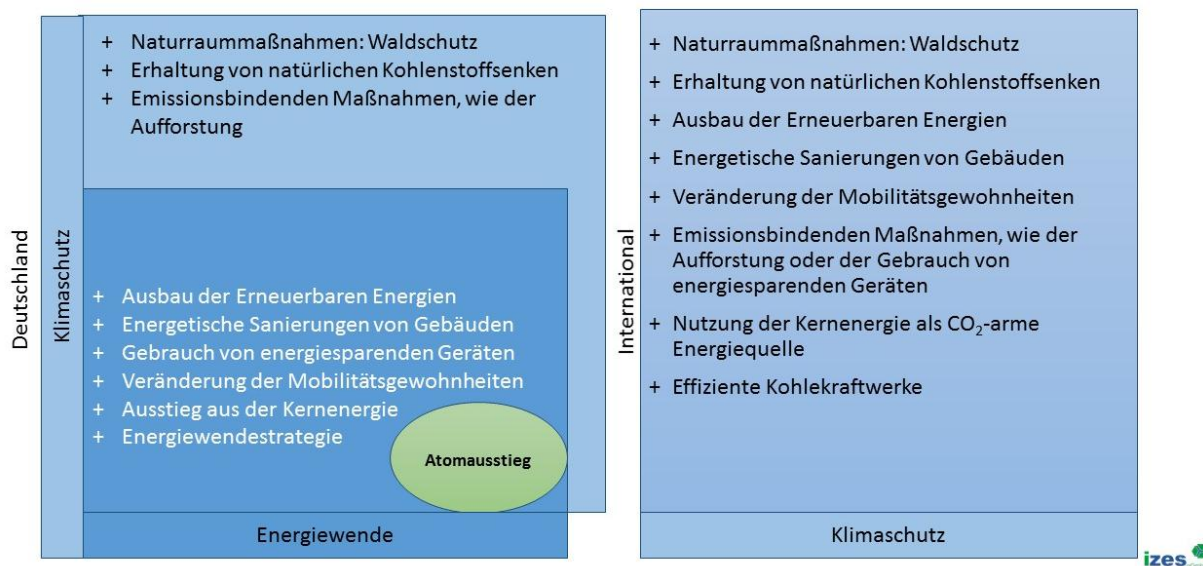 Deutschland
Klimaschutz
+ Naturraummaßnahmen: Waldschutz
+ Erhaltung von natürlichen Kohlenstoffsenken
+ Emissionsbindenden Maßnahmen, wie der
Aufforstung
+ Ausbau der Erneuerbaren Energien
+ Energetische Sanierungen von Gebäuden
+ Gebrauch von energiesparenden Geräten
+ Veränderung der Mobilitätsgewohnheiten
+ Ausstieg aus der Kernenergie
+ Energiewendestrategie
Atomausstieg
Energiewende
International
+ Naturraummaßnahmen: Waldschutz
+ Erhaltung von natürlichen Kohlenstoffsenken
+ Ausbau der Erneuerbaren Energien
+ Energetische Sanierungen von Gebäuden
+ Veränderung der Mobilitätsgewohnheiten
+ Emissionsbindenden Maßnahmen, wie der
Aufforstung oder der Gebrauch von
energiesparenden Geräten
+ Nutzung der Kernenergie als CO₂-arme
Energiequelle
+ Effiziente Kohlekraftwerke
Klimaschutz
izes